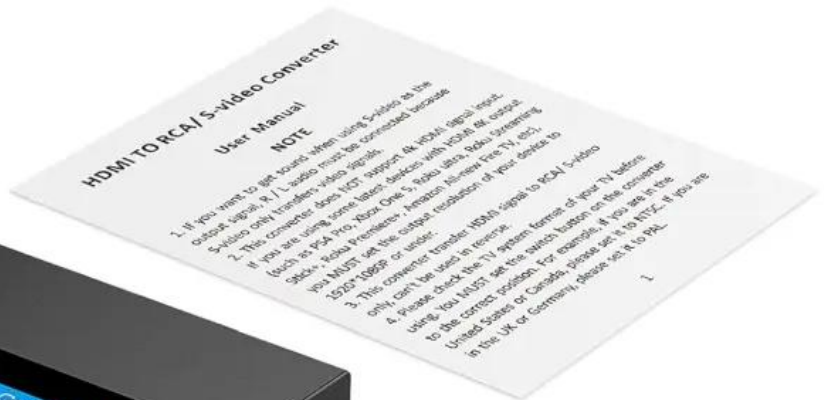 HDMI TO RCA/ S-video Converter
User Manual
NOTE
1. If you want to get sound when using S-video as the
output signal, R / L audio must be connected because
S-video only transfers video signals.
2. This converter does NOT support 4k HDMI signal input.
If you are using some latest devices with HDMI 4K output
(such as PS4 Pro, Xbox One S, Roku ultra, Roku Streaming
Stick+, Roku Premiere+, Amazon All-new Fire TV, etc),
you MUST set the output resolution of your device to
1920*1080P or under.
3. This converter transfer HDMI signal to RCA/ S-video
only, can't be used in reverse.
4. Please check the TV system format of your TV before
using. You MUST set the switch button on the converter
to the correct position. For example, if you are in the
United States or Canada, please set it to NTSC. If you are
in the UK or Germany, please set it to PAL.
1